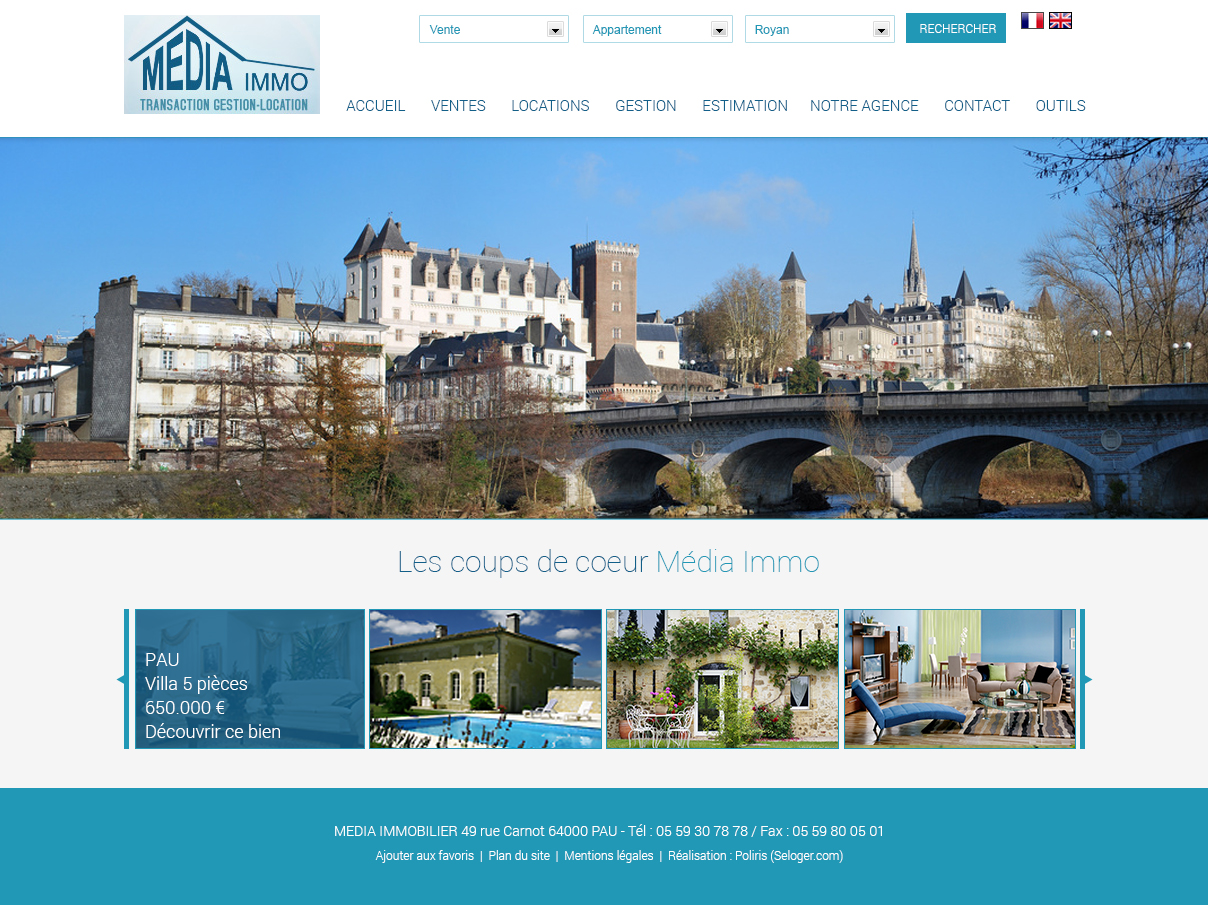 Vente
Appartement
Royan
RECHERCHER
MEDIA IMMO
TRANSACTION GESTION-LOCATION
ACCUEIL
VENTES
LOCATIONS
GESTION
ESTIMATION
NOTRE AGENCE
CONTACT
OUTILS
Les coups de coeur Média Immo
PAU
Villa 5 pièces
650.000 €
Découvrir ce bien
MEDIA IMMOBILIER 49 rue Carnot 64000 PAU - Tél : 05 59 30 78 78 / Fax : 05 59 80 05 01
Ajouter aux favoris | Plan du site | Mentions légales | Réalisation : Poliris (Seloger.com)